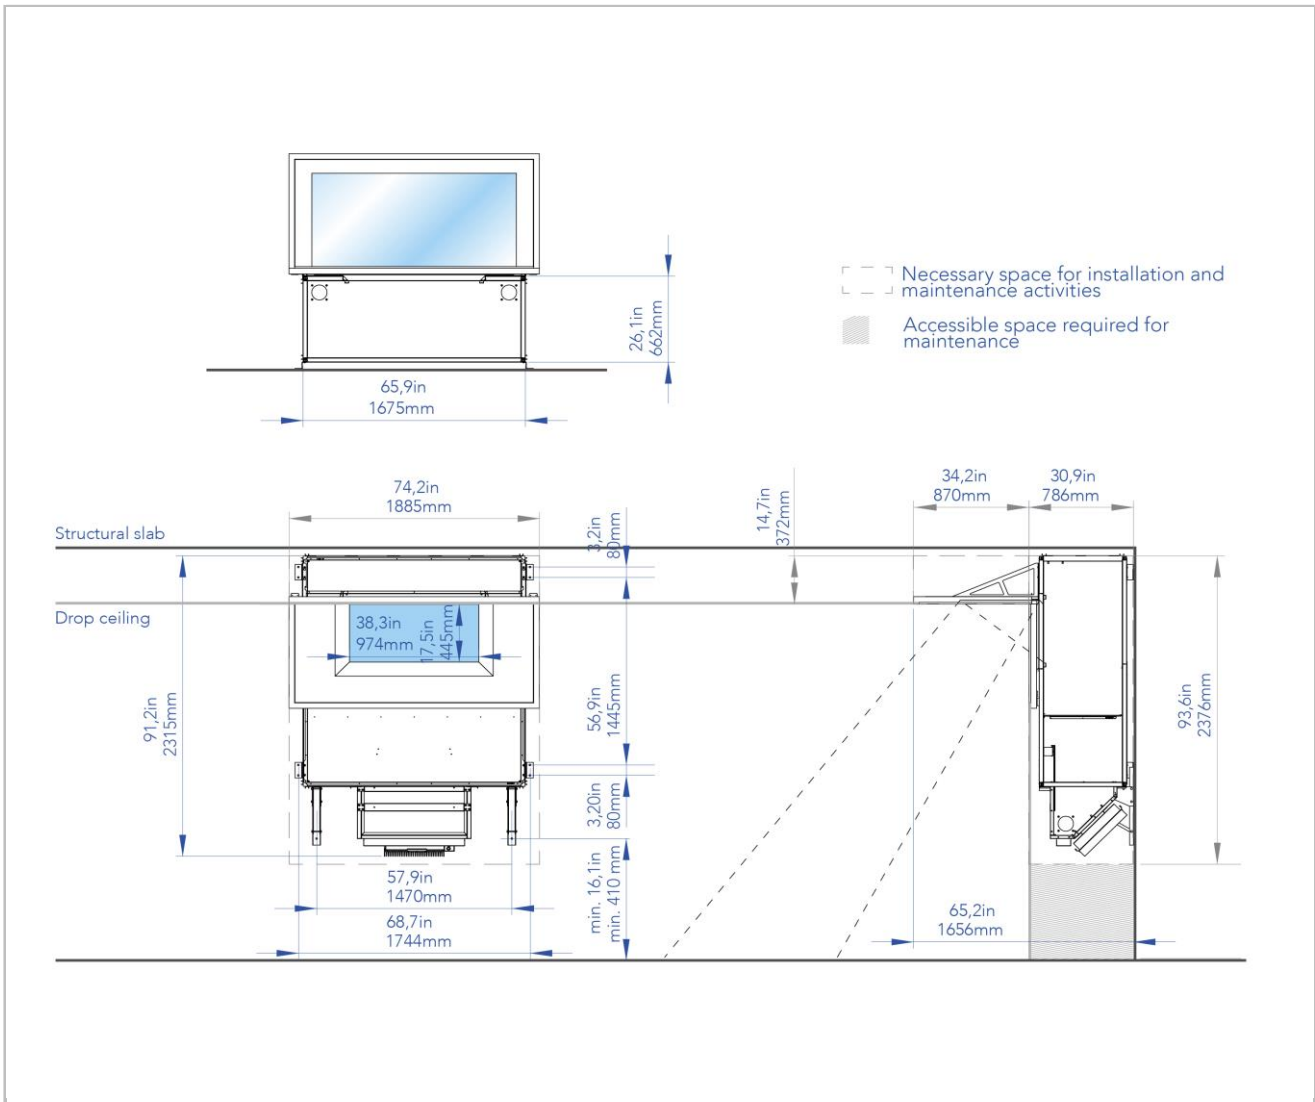 Necessary space for installation and
maintenance activities
Accessible space required for
maintenance
26,1in
662mm
65,9in
1675mm
34,2in
870mm
30,9in
786mm
74,2in
1885mm
14,7in
372mm
3,2in
80mm
Structural slab
Drop ceiling
38,3in
974mm
17,5in
445mm
91,2in
2315mm
56,9in
1445mm
93,6in
2376mm
3,20in
80mm
57,9in
1470mm
min. 16,1in
min. 410 mm
68,7in
1744mm
65,2in
1656mm